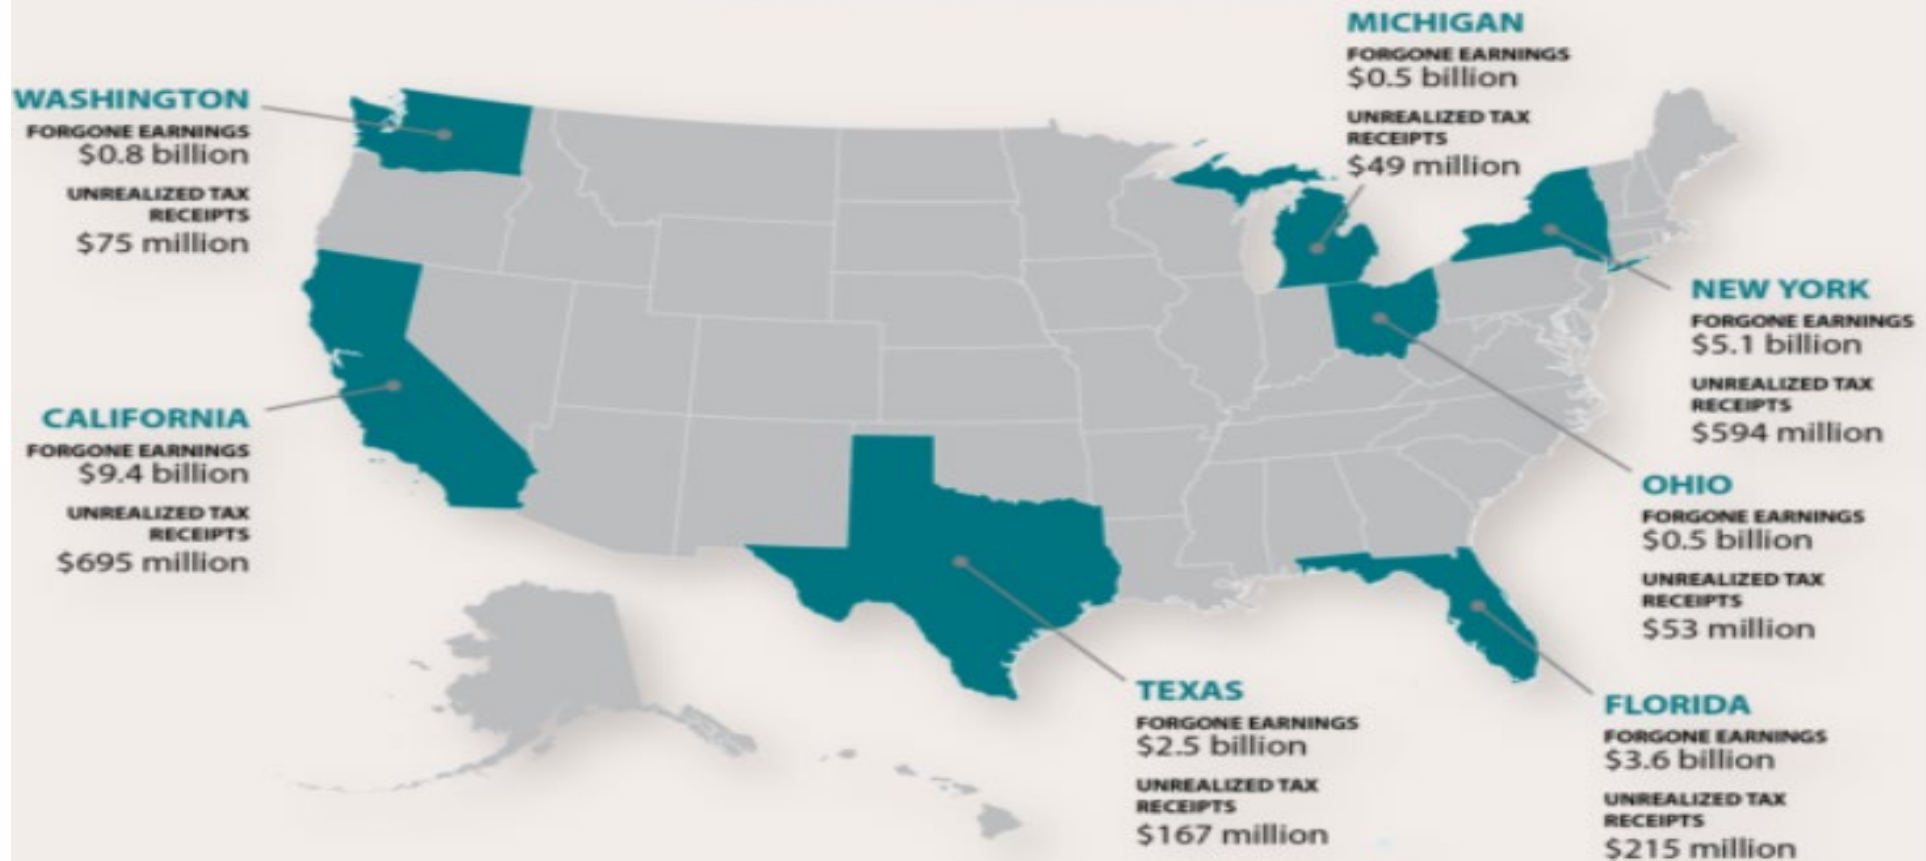 WASHINGTON
FORGONE EARNINGS
$0.8 billion
UNREALIZED TAX
RECEIPTS
$75 million
CALIFORNIA
FORGONE EARNINGS
$9.4 billion
UNREALIZED TAX
RECEIPTS
$695 million
MICHIGAN
FORGONE EARNINGS
$0.5 billion
UNREALIZED TAX
RECEIPTS
$49 million
NEW YORK
FORGONE EARNINGS
$5.1 billion
UNREALIZED TAX
RECEIPTS
$594 million
OHIO
FORGONE EARNINGS
$0.5 billion
UNREALIZED TAX
RECEIPTS
$53 million
TEXAS
FORGONE EARNINGS
$2.5 billion
UNREALIZED TAX
RECEIPTS
$167 million
FLORIDA
FORGONE EARNINGS
$3.6 billion
UNREALIZED TAX
RECEIPTS
$215 million